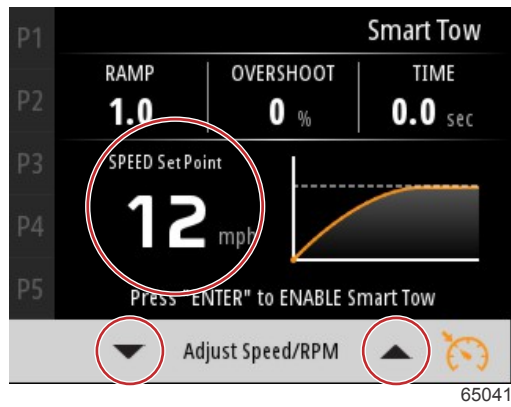 Smart Tow
P1
P2
P3
P4
P5
RAMP OVERSHOOT TIME
1.0 0 % 0.0 sec
SPEED Set Point
12 mph
Press "ENTER" to ENABLE Smart Tow
Adjust Speed/RPM
65041